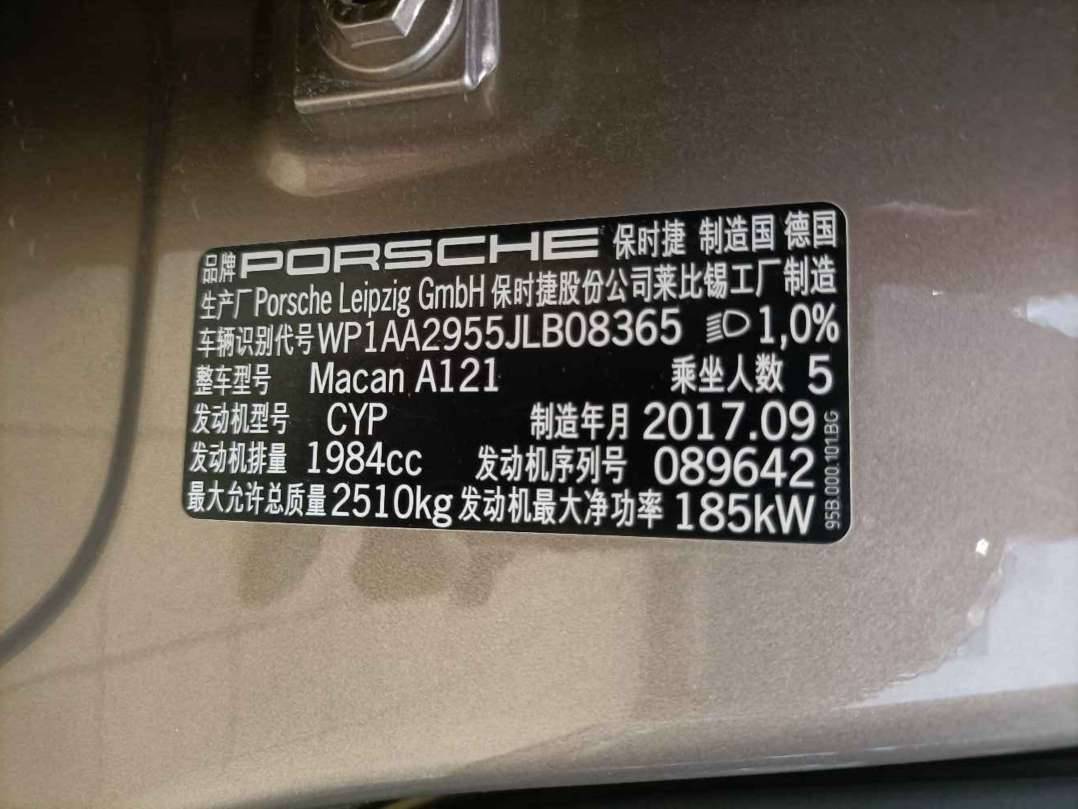 品牌 PORSCHE 保时捷 制造国 德国
生产厂 Porsche Leipzig GmbH 保时捷股份公司莱比锡工厂制造
车辆识别代号 WP1AA2955JLB08365 1,0%
整车型号 Macan A121 乘坐人数 5
发动机型号 CYP 制造年月 2017.09
发动机排量 1984cc 发动机序列号 089642
最大允许总质量 2510kg 发动机最大净功率 185kW
95B.000.101.BG